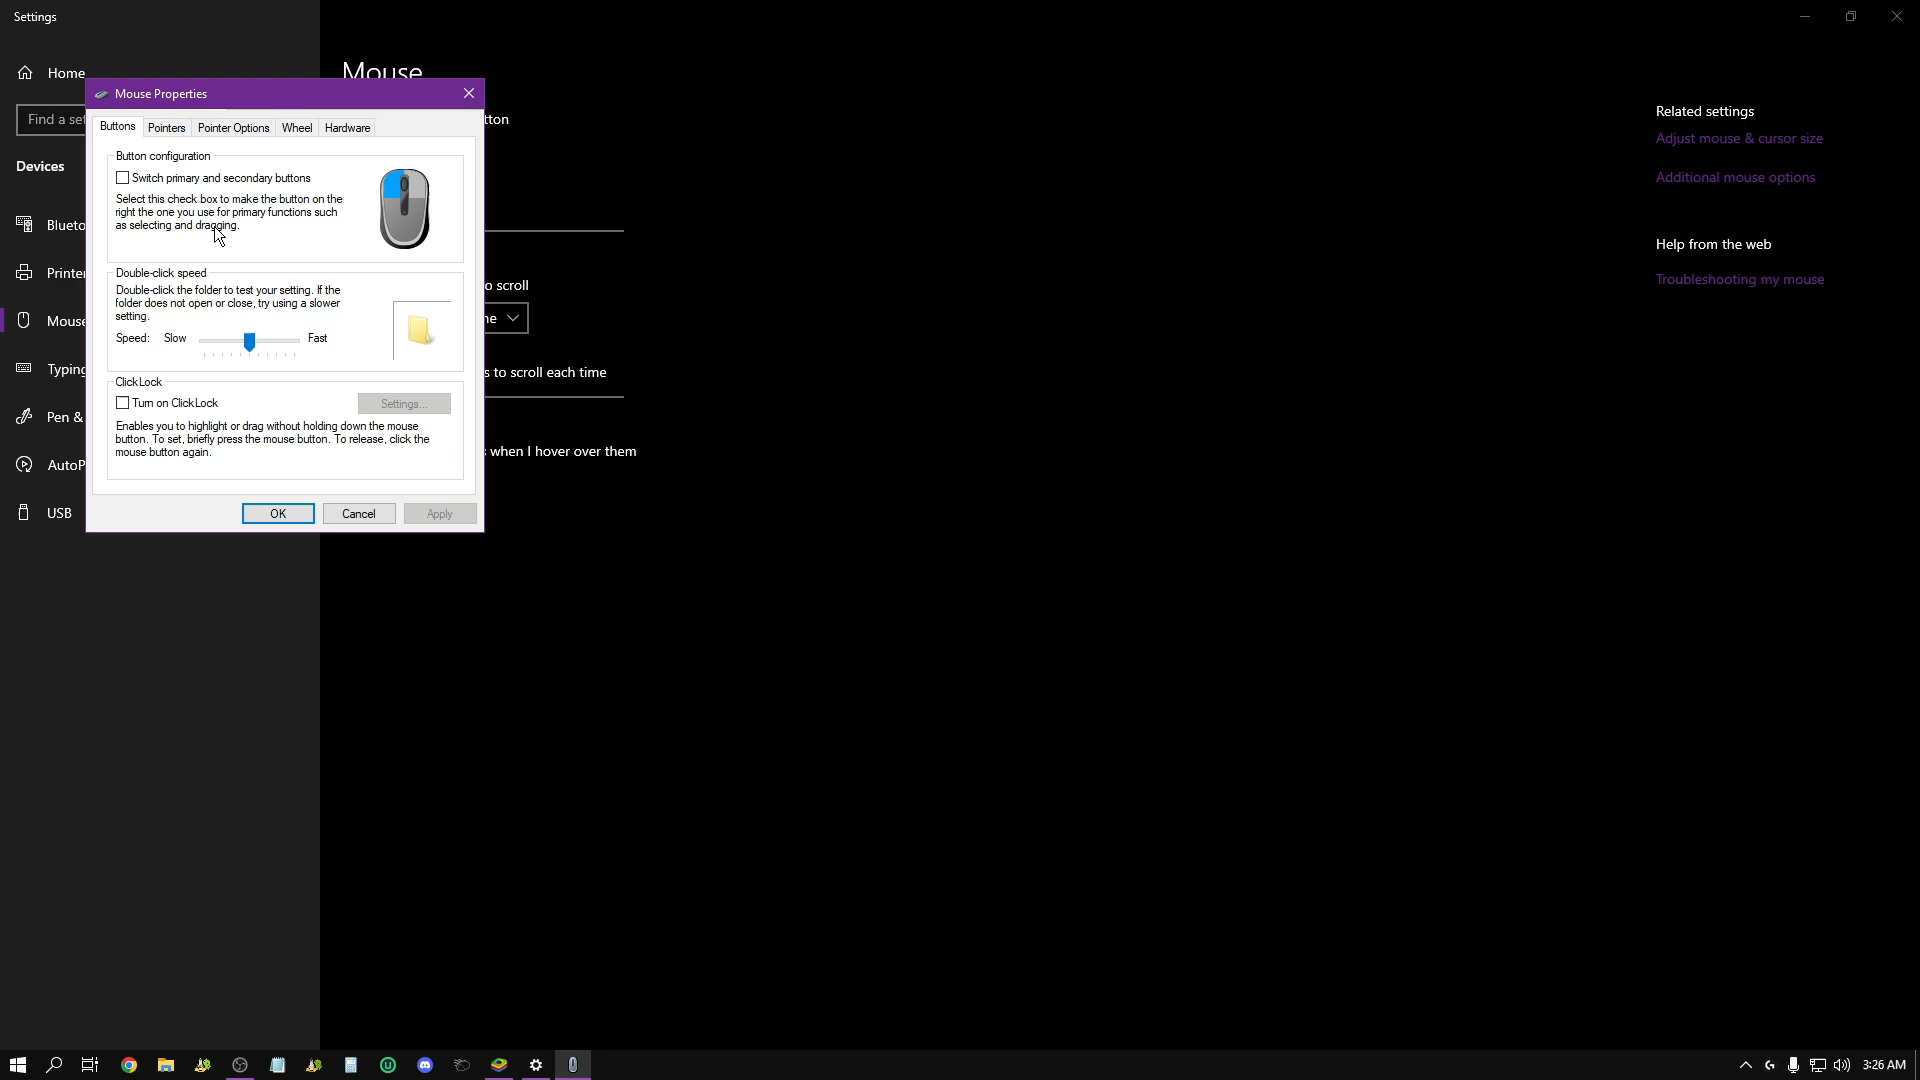 Settings
Home
Find a set
Devices
Blueto
Printer
Mouse
Typing
Pen &
AutoP
USB
Mouse
tton
o scroll
ne
s to scroll each time
when I hover over them
Mouse Properties
Buttons Pointers Pointer Options Wheel Hardware
Button configuration
Switch primary and secondary buttons
Select this check box to make the button on the
right the one you use for primary functions such
as selecting and dragging.
Double-click speed
Double-click the folder to test your setting. If the
folder does not open or close, try using a slower
setting.
Speed: Slow Fast
ClickLock
Turn on ClickLock Settings...
Enables you to highlight or drag without holding down the mouse
button. To set, briefly press the mouse button. To release, click the
mouse button again.
OK Cancel Apply
Related settings
Adjust mouse & cursor size
Additional mouse options
Help from the web
Troubleshooting my mouse
3:26 AM